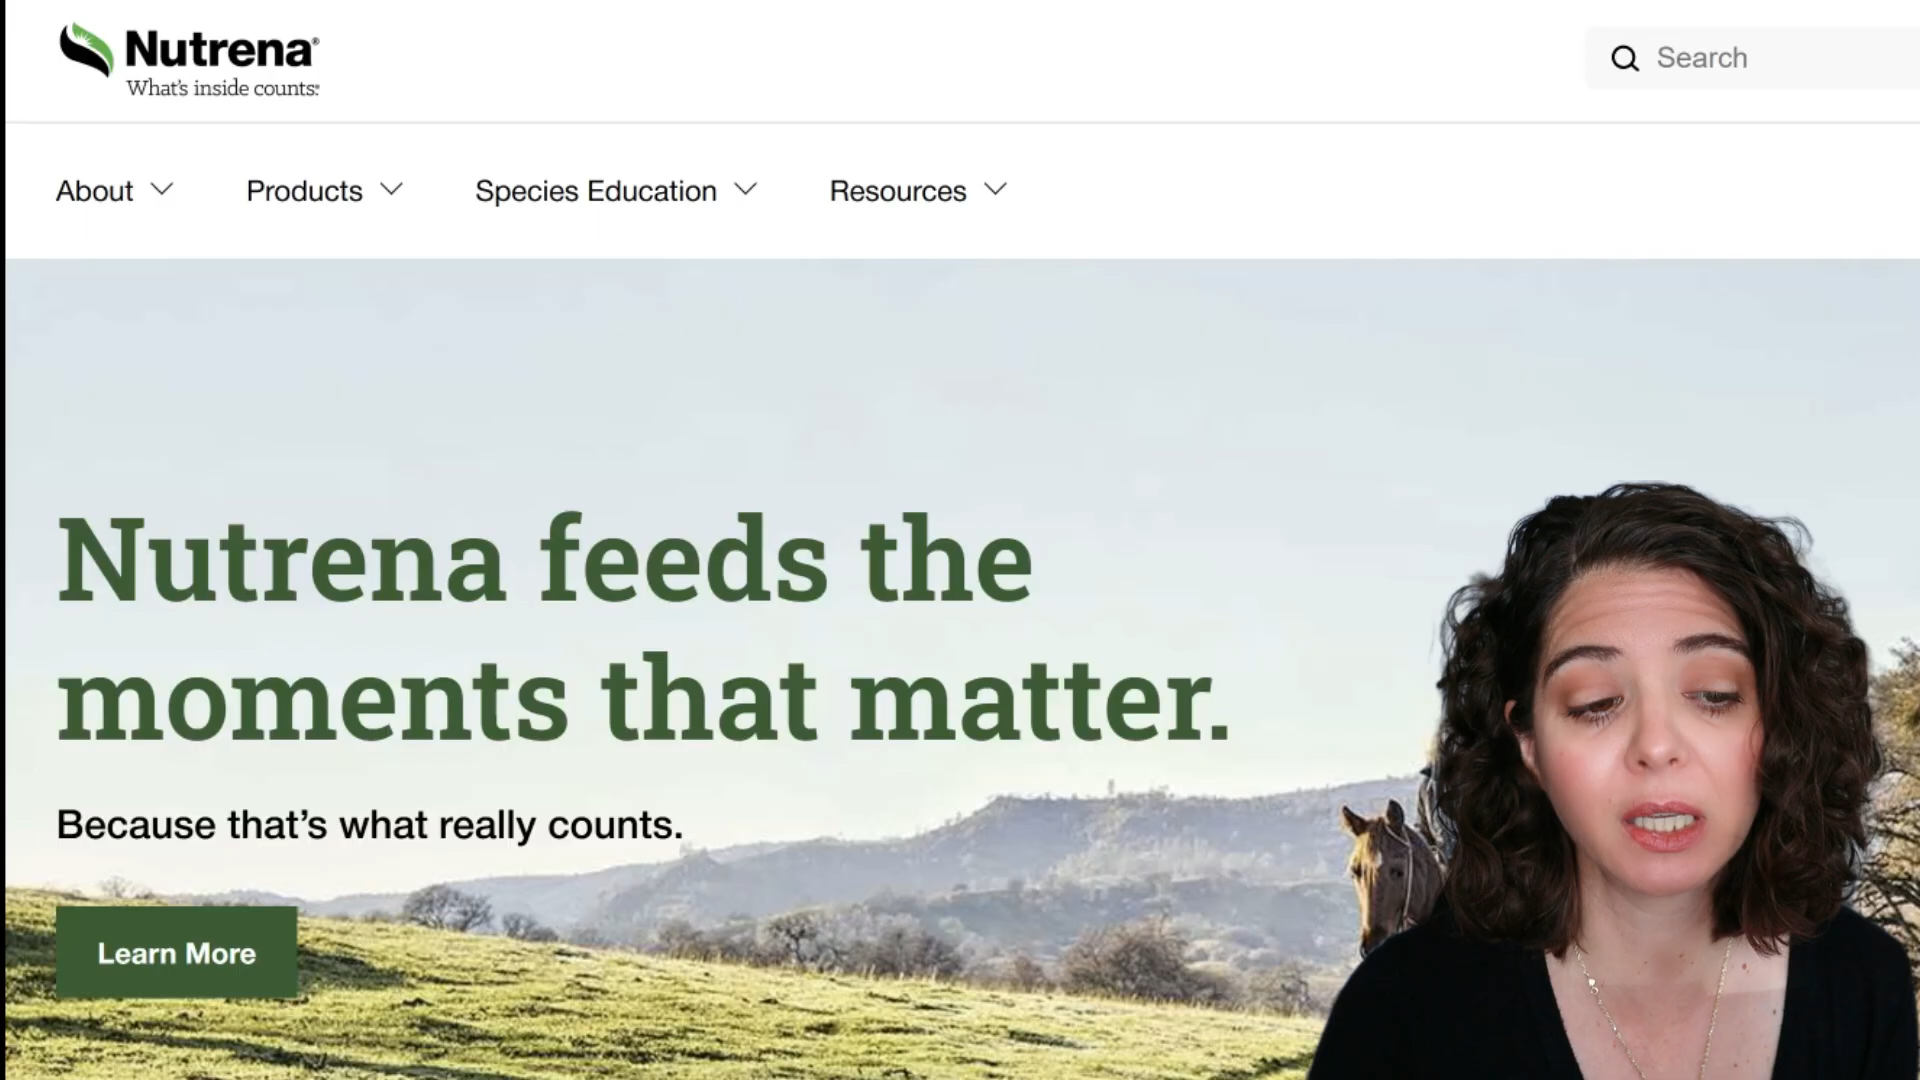 Nutrena®
What's inside counts.®
Search
About
Products
Species Education
Resources
Nutrena feeds the
moments that matter.
Because that's what really counts.
Learn More